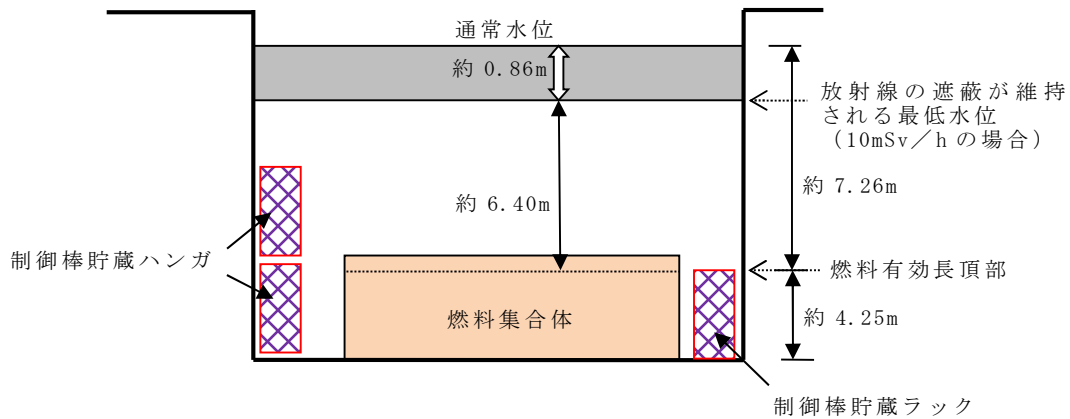 通常水位
約 0.86m
放射線の遮蔽が維持
される最低水位
（10mSv／h の場合）
約 7.26m
約 6.40m
制御棒貯蔵ハンガ
燃料有効長頂部
燃料集合体
約 4.25m
制御棒貯蔵ラック